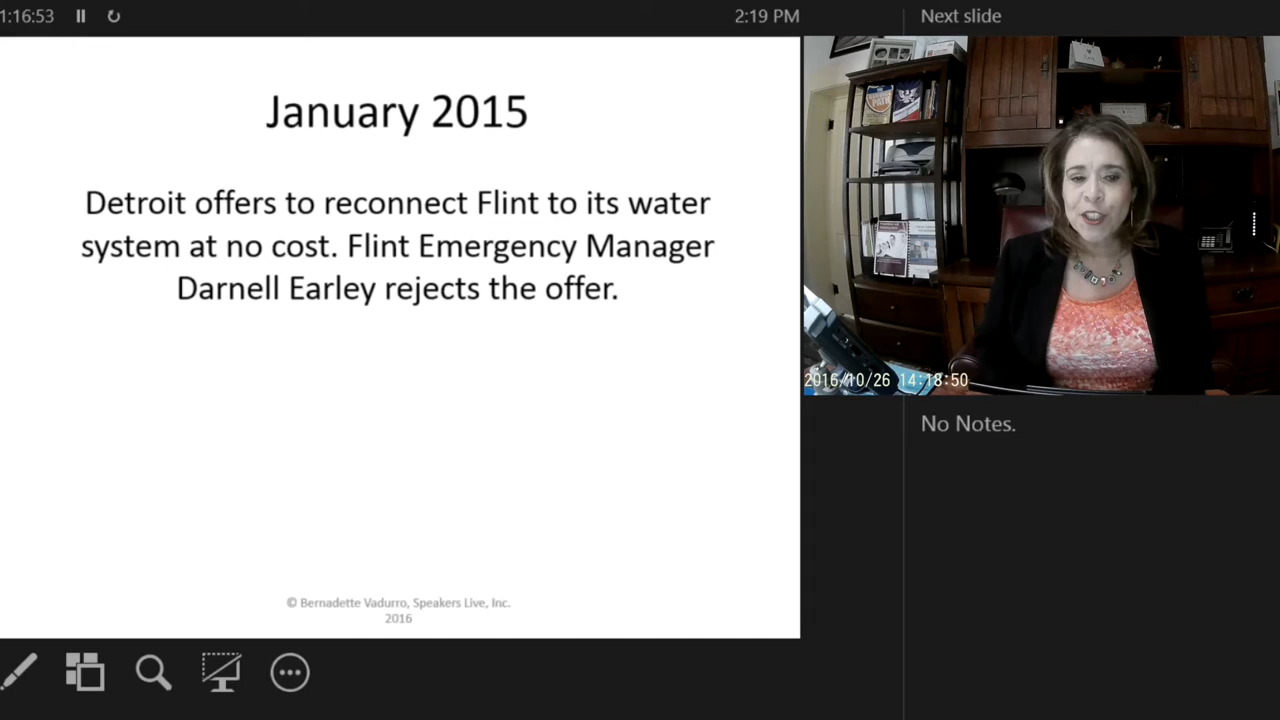 1:16:53
2:19 PM
Next slide
January 2015
Detroit offers to reconnect Flint to its water
system at no cost. Flint Emergency Manager
Darnell Earley rejects the offer.
2016/10/26 14:18:50
No Notes.
© Bernadette Vadurro, Speakers Live, Inc.
2016